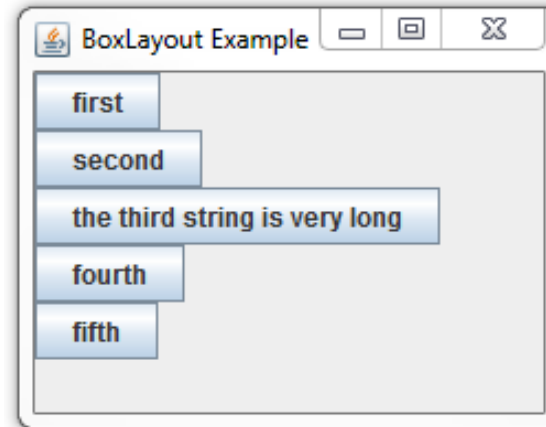 BoxLayout Example
first
second
the third string is very long
fourth
fifth